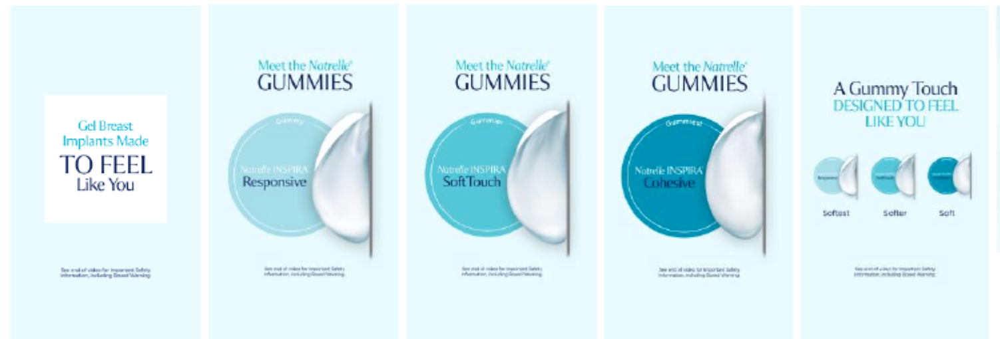 Gel Breast
Implants Made
TO FEEL
Like You
See end of video for Important Safety
Information, including Boxed Warning.
Meet the Natrelle®
GUMMIES
Gummy
Natrelle INSPIRA®
Responsive
See end of video for Important Safety
Information, including Boxed Warning.
Meet the Natrelle®
GUMMIES
Gummier
Natrelle INSPIRA®
SoftTouch
See end of video for Important Safety
Information, including Boxed Warning.
Meet the Natrelle®
GUMMIES
Gummiest
Natrelle INSPIRA®
Cohesive
See end of video for Important Safety
Information, including Boxed Warning.
A Gummy Touch
DESIGNED TO FEEL
LIKE YOU
Responsive
SoftTouch
Softest
Softer
Soft
See end of video for Important Safety
Information, including Boxed Warning.